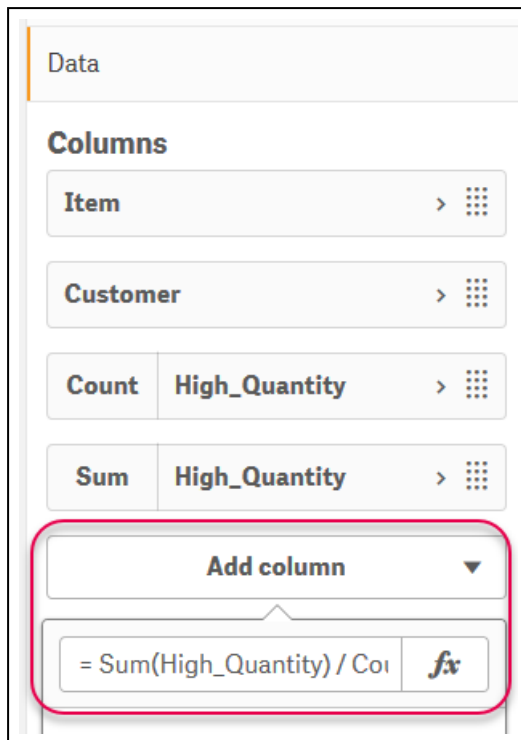 Data
Columns
Item
Customer
Count High_Quantity
Sum High_Quantity
Add column
= Sum(High_Quantity) / Cou
fx